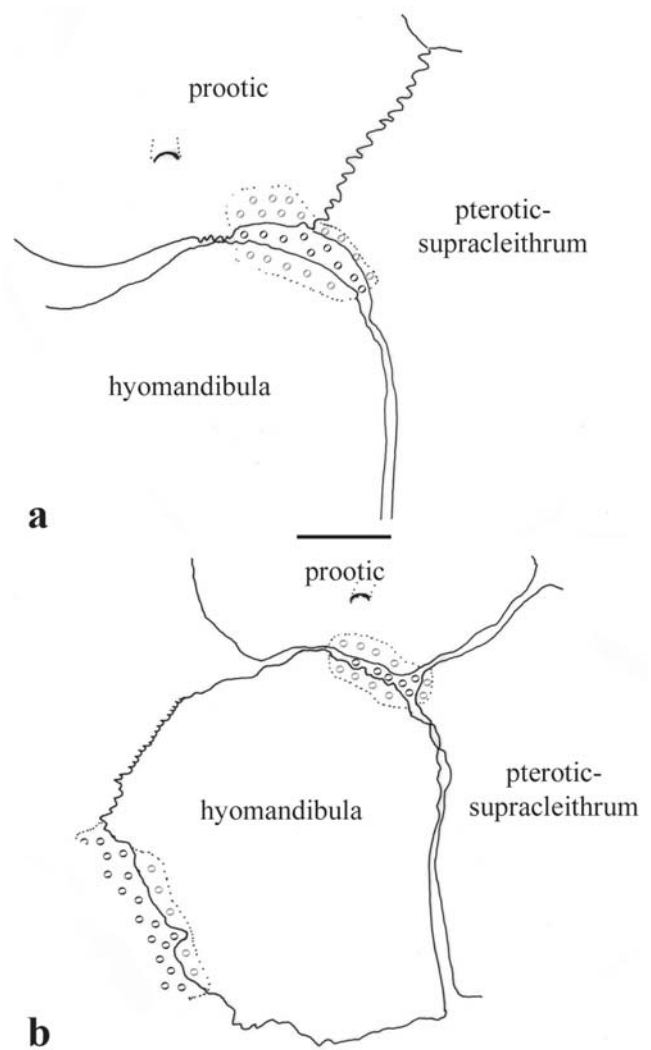 prootic
pterotic-
supracleithrum
hyomandibula
a
prootic
hyomandibula
pterotic-
supracleithrum
b